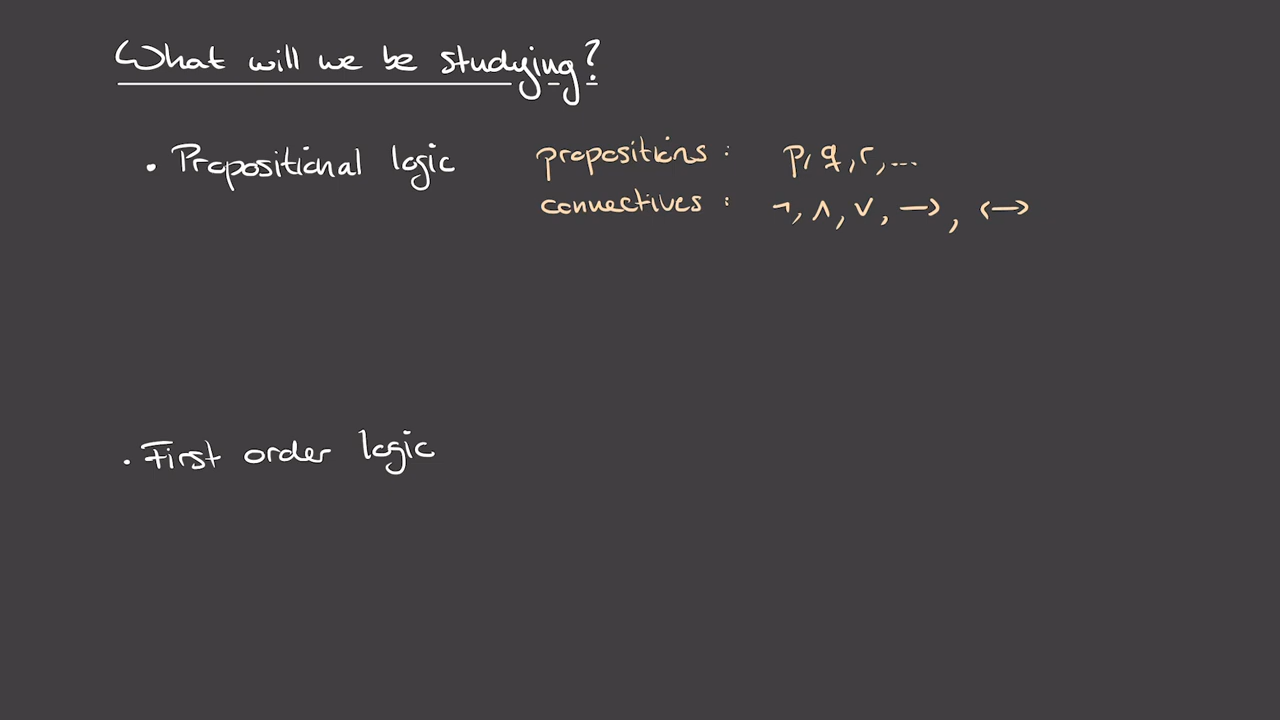 What will we be studying?
• Propositional logic propositions : p, q, r, ...
connectives : ¬, ∧, ∨, →, ↔
• First order logic